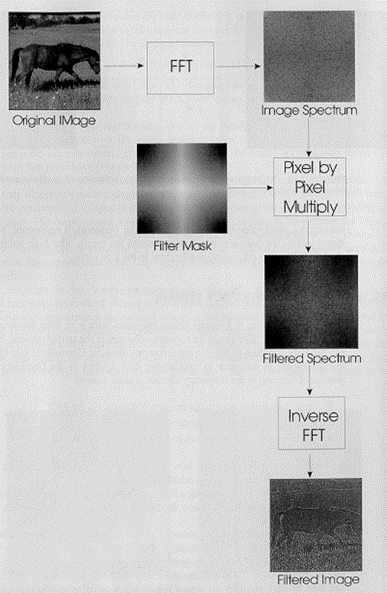 FFT
Original IMage
Image Spectrum
Pixel by
Pixel
Multiply
Filter Mask
Filtered Spectrum
Inverse
FFT
Filtered Image